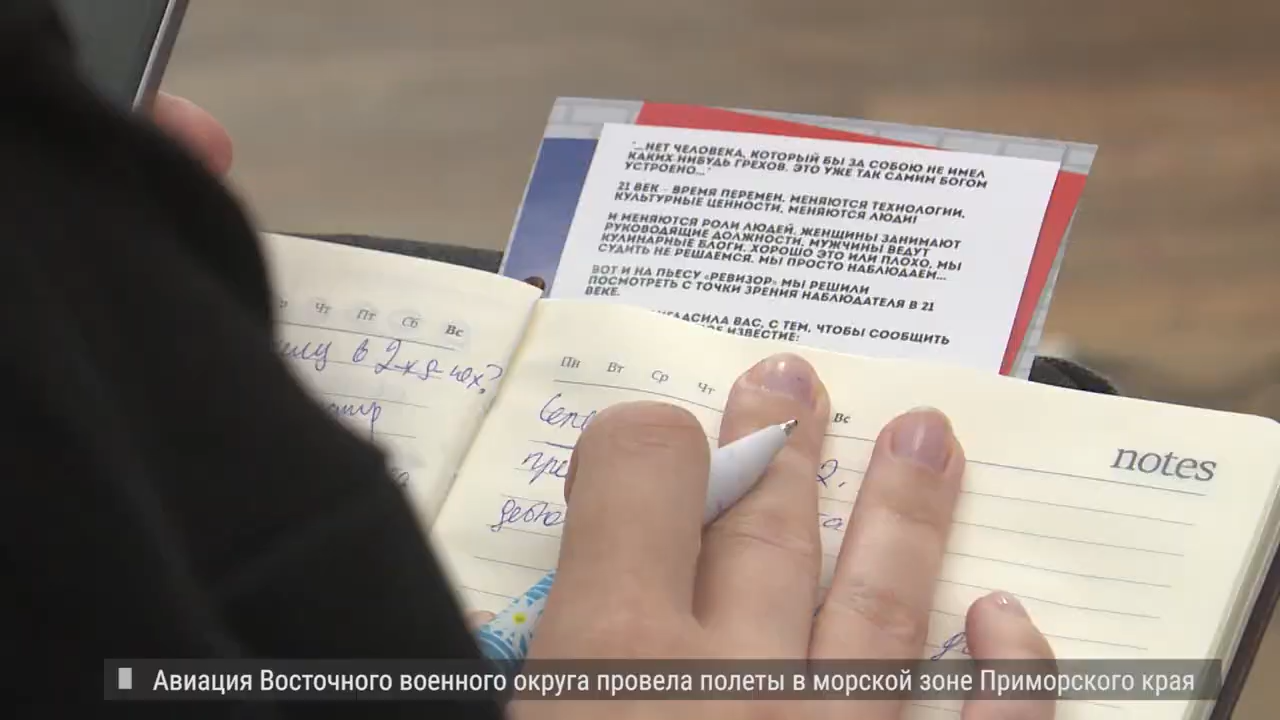 "...НЕТ ЧЕЛОВЕКА, КОТОРЫЙ БЫ ЗА СОБОЮ НЕ ИМЕЛ
КАКИХ-НИБУДЬ ГРЕХОВ. ЭТО УЖЕ ТАК САМИМ БОГОМ
УСТРОЕНО..."
21 ВЕК - ВРЕМЯ ПЕРЕМЕН. МЕНЯЮТСЯ ТЕХНОЛОГИИ,
КУЛЬТУРНЫЕ ЦЕННОСТИ, МЕНЯЮТСЯ ЛЮДИ!
И МЕНЯЮТСЯ РОЛИ ЛЮДЕЙ. ЖЕНЩИНЫ ЗАНИМАЮТ
РУКОВОДЯЩИЕ ДОЛЖНОСТИ, МУЖЧИНЫ ВЕДУТ
КУЛИНАРНЫЕ БЛОГИ. ХОРОШО ЭТО ИЛИ ПЛОХО, МЫ
СУДИТЬ НЕ РЕШАЕМСЯ. МЫ ПРОСТО НАБЛЮДАЕМ...
ВОТ И НА ПЬЕСУ «РЕВИЗОР» МЫ РЕШИЛИ
ПОСМОТРЕТЬ С ТОЧКИ ЗРЕНИЯ НАБЛЮДАТЕЛЯ В 21
ВЕКЕ.
ВАС, С ТЕМ, ЧТОБЫ СООБЩИТЬ
ИЗВЕСТИЕ:
Чт Пт Сб Вс
в 2х
Пн Вт Ср Чт Вс
notes
2.
Авиация Восточного военного округа провела полеты в морской зоне Приморского края